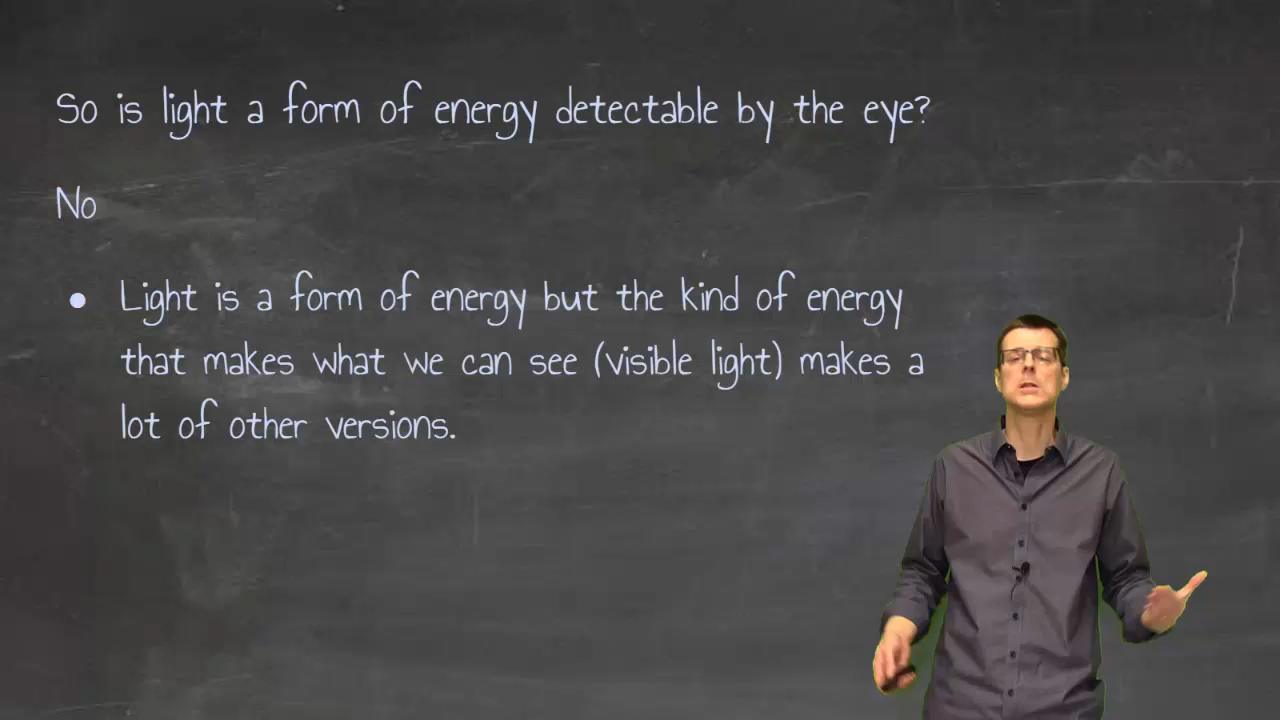 So is light a form of energy detectable by the eye?
No
● Light is a form of energy but the kind of energy
that makes what we can see (visible light) makes a
lot of other versions.